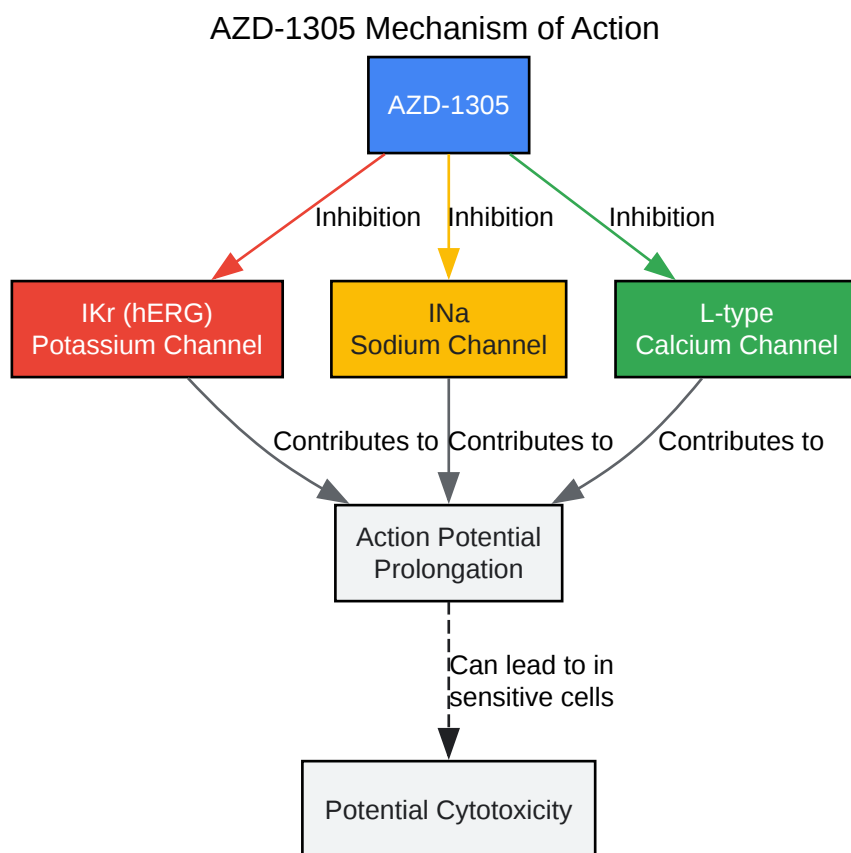 AZD-1305 Mechanism of Action
AZD-1305
Inhibition
Inhibition
Inhibition
IKr (hERG)
Potassium Channel
INa
Sodium Channel
L-type
Calcium Channel
Contributes to
Contributes to
Contributes to
Action Potential
Prolongation
Can lead to in
sensitive cells
Potential Cytotoxicity